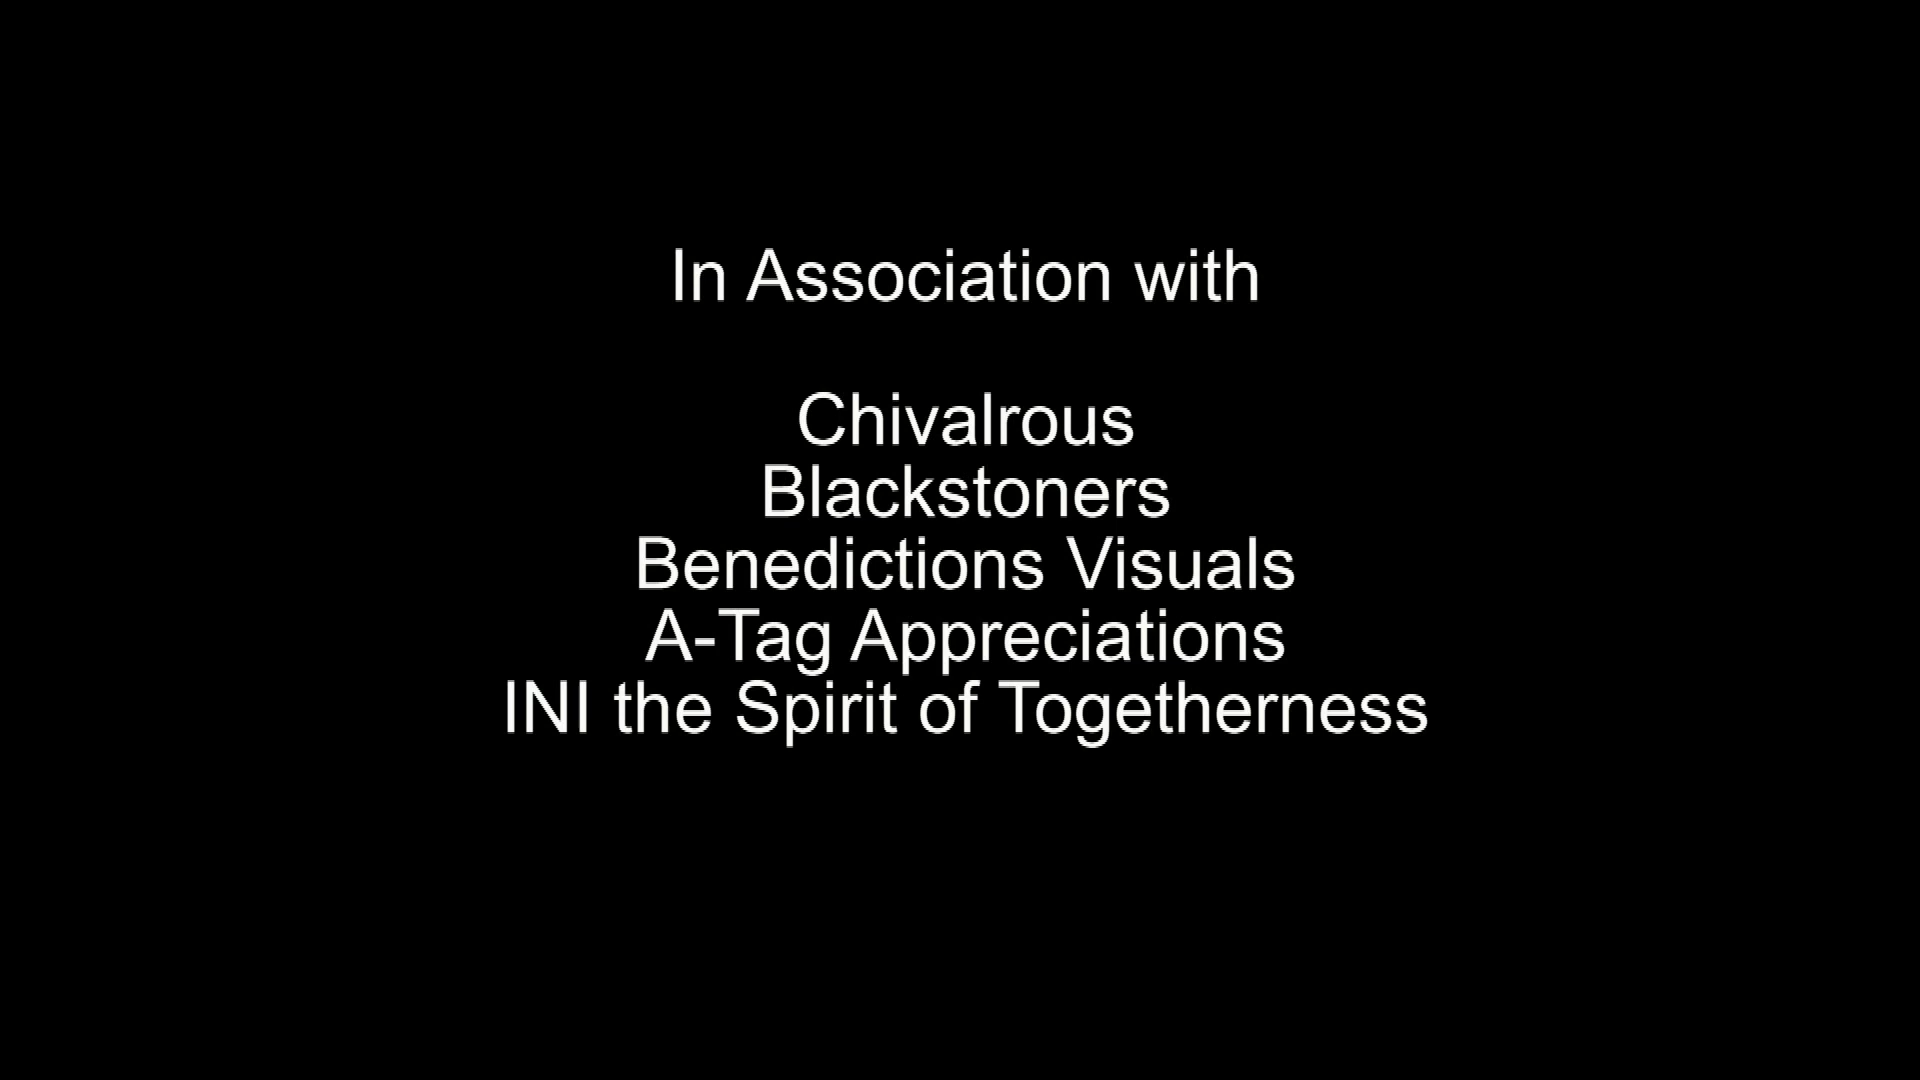 In Association with
Chivalrous
Blackstoners
Benedictions Visuals
A-Tag Appreciations
INI the Spirit of Togetherness